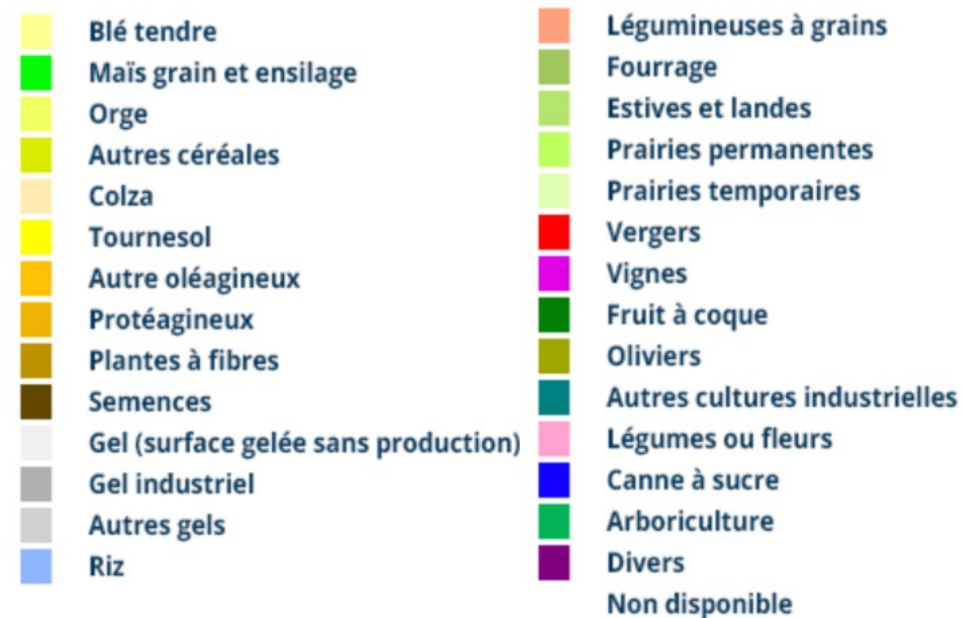 Blé tendre
Maïs grain et ensilage
Orge
Autres céréales
Colza
Tournesol
Autre oléagineux
Protéagineux
Plantes à fibres
Semences
Gel (surface gelée sans production)
Gel industriel
Autres gels
Riz
Légumineuses à grains
Fourrage
Estives et landes
Prairies permanentes
Prairies temporaires
Vergers
Vignes
Fruit à coque
Oliviers
Autres cultures industrielles
Légumes ou fleurs
Canne à sucre
Arboriculture
Divers
Non disponible